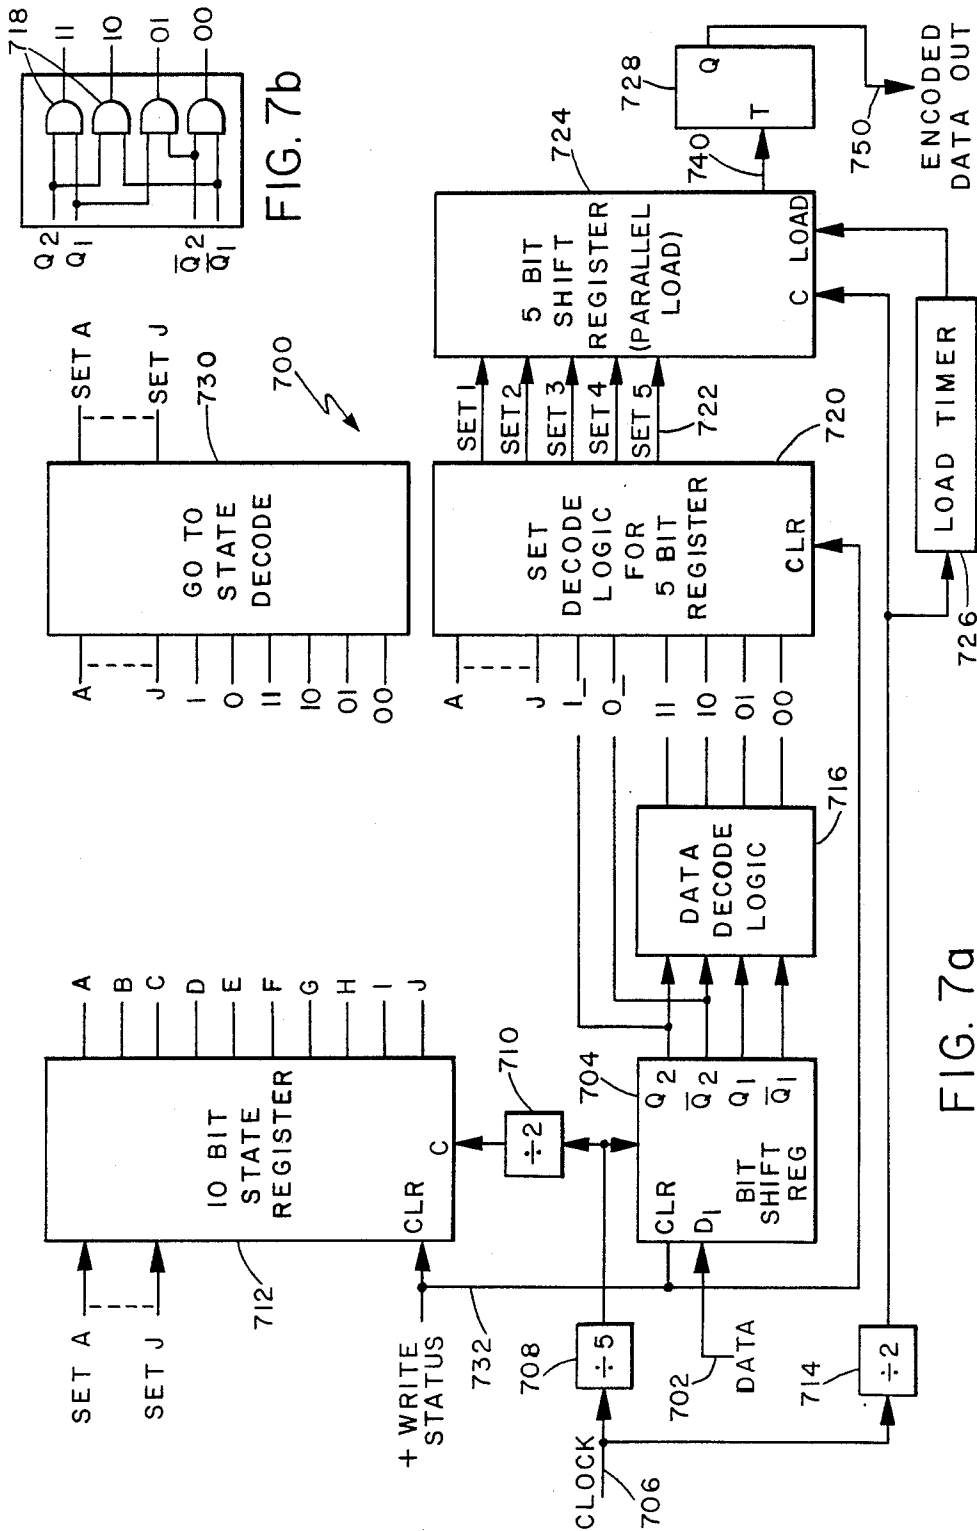 SET A
SET J
712
10 BIT
STATE
REGISTER
CLR
C
A
B
C
D
E
F
G
H
I
J
+ WRITE
STATUS
732
CLOCK
706
708
÷5
710
÷2
702
DATA
704
CLR
D1
BIT
SHIFT
REG
Q2
Q̅2
Q1
Q̅1
714
÷2
DATA
DECODE
LOGIC
716
A
J
1
0
11
10
01
00
GO TO
STATE
DECODE
730
SET A
SET J
700
A
J
1_
0_
11
10
01
00
SET
DECODE
LOGIC
FOR
5 BIT
REGISTER
CLR
720
SET 1
SET 2
SET 3
SET 4
SET 5
722
5 BIT
SHIFT
REGISTER
(PARALLEL
LOAD)
C
LOAD
724
726
LOAD TIMER
740
728
T
Q
750
ENCODED
DATA OUT
FIG. 7a
Q2
Q1
Q̅2
Q̅1
718
11
10
01
00
FIG. 7b